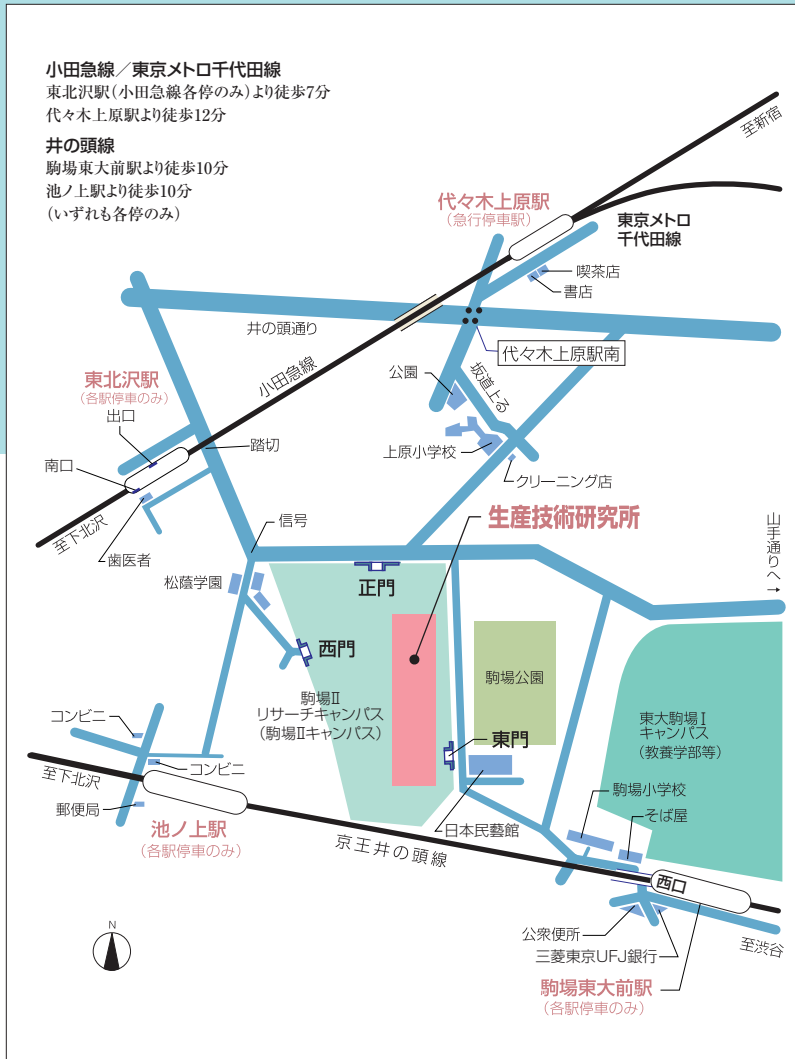 小田急線／東京メトロ千代田線
東北沢駅（小田急線各停のみ）より徒歩7分
代々木上原駅より徒歩12分
井の頭線
駒場東大前駅より徒歩10分
池ノ上駅より徒歩10分
（いずれも各停のみ）
至新宿
代々木上原駅
（急行停車駅）
東京メトロ
千代田線
喫茶店
書店
井の頭通り
代々木上原駅南
小田急線
東北沢駅
（各駅停車のみ）
出口
公園
坂道上る
踏切
上原小学校
南口
クリーニング店
至下北沢
歯医者
信号
生産技術研究所
山手通りへ→
松蔭学園
正門
西門
駒場公園
駒場Ⅱ
リサーチキャンパス
（駒場Ⅱキャンパス）
東大駒場Ⅰ
キャンパス
（教養学部等）
コンビニ
東門
コンビニ
至下北沢
郵便局
駒場小学校
そば屋
池ノ上駅
（各駅停車のみ）
日本民藝館
京王井の頭線
西口
公衆便所
三菱東京UFJ銀行
至渋谷
N
駒場東大前駅
（各駅停車のみ）